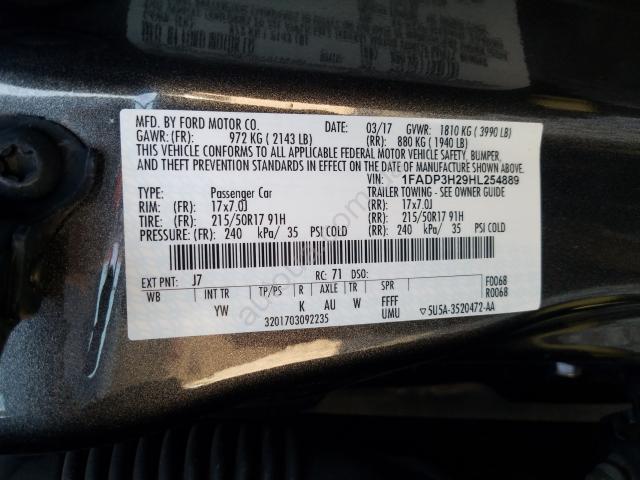 MFD. BY FORD MOTOR CO. 03/17 GVWR: 1810 KG ( 3990 LB)
GAWR: (FR): 972 KG ( 2143 LB) (RR): 880 KG ( 1940 LB)
THIS VEHICLE CONFORMS TO ALL APPLICABLE FEDERAL MOTOR VEHICLE SAFETY, BUMPER,
AND THEFT PREVENTION STANDARDS IN EFFECT ON THE DATE OF MANUFACTURE SHOWN ABOVE.
VIN: 1FADP3H29HL254889
TYPE: Passenger Car TRAILER TOWING - SEE OWNER GUIDE
RIM: (FR): 17x7.0J (RR): 17x7.0J
TIRE: (FR): 215/50R17 91H (RR): 215/50R17 91H
PRESSURE: (FR): 240 kPa/ 35 PSI COLD (RR): 240 kPa/ 35 PSI COLD
EXT PNT: J7 RC: 71 DSO: F0068
WB INT TR TP/PS R AXLE TR SPR R0068
YW K AU W FFFF
3201703092235 UMU 5U5A-3520472-AA